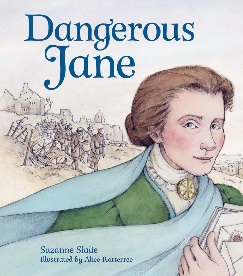 Dangerous
Jane
Suzanne Slade
Illustrated by Alice Ratterree